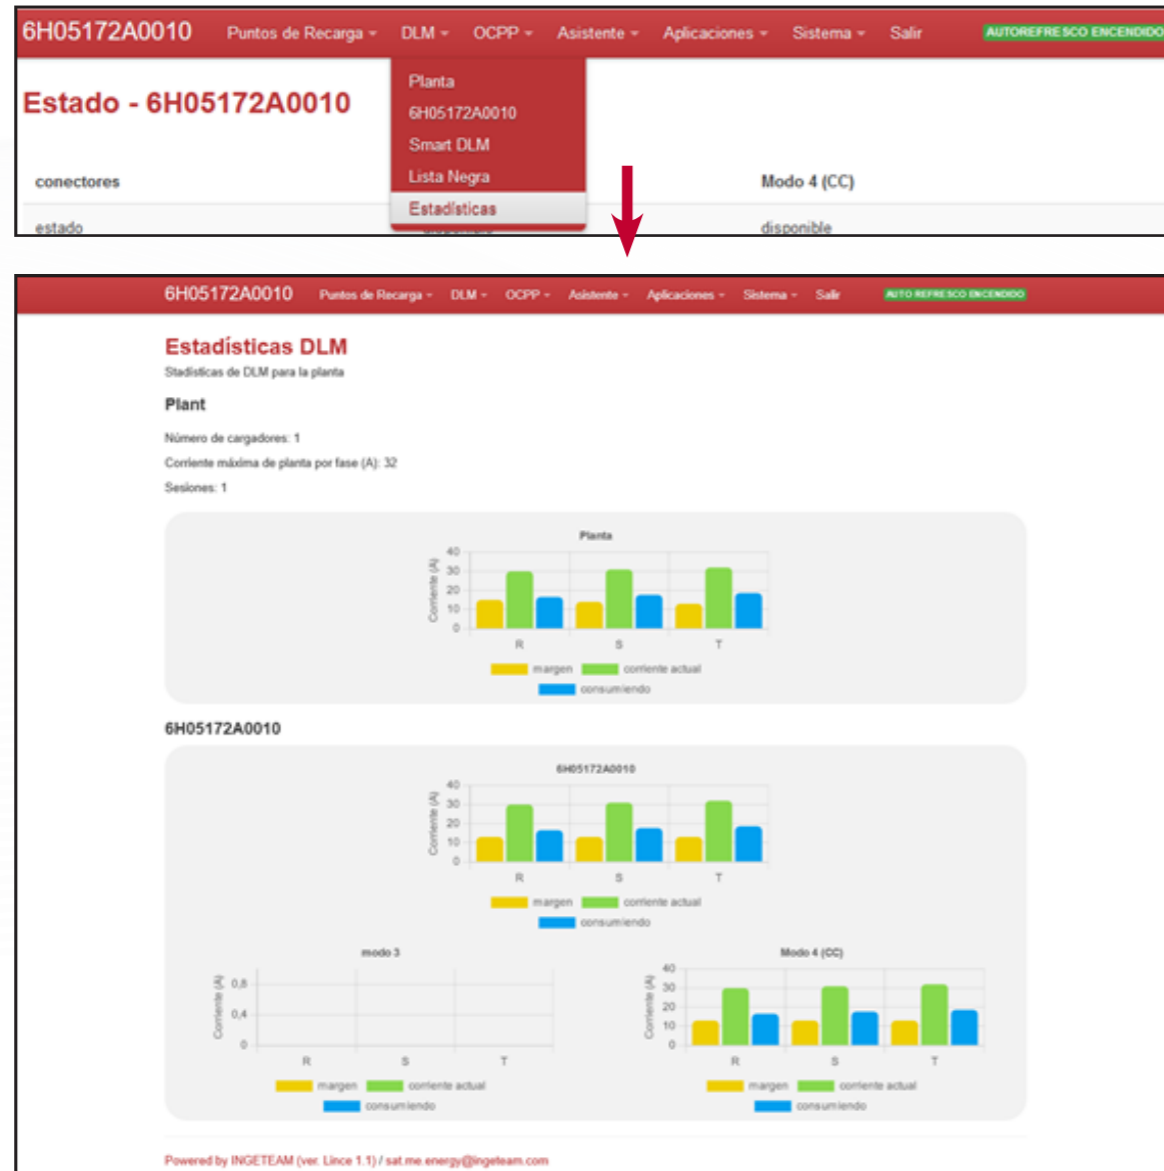 6H05172A0010 Puntos de Recarga DLM OCPP Asistente Aplicaciones Sistema Salir AUTOREFRESCO ENCENDIDO
Planta
Estado - 6H05172A0010
6H05172A0010
Smart DLM
conectores Lista Negra Modo 4 (CC)
Estadísticas
estado disponible disponible
6H05172A0010 Puntos de Recarga DLM OCPP Asistente Aplicaciones Sistema Salir AUTO REFRESCO ENCENDIDO
Estadísticas DLM
Stadísticas de DLM para la planta
Plant
Número de cargadores: 1
Corriente máxima de planta por fase (A): 32
Sesiones: 1
Planta
Corriente (A)
40
30
20
10
0
R S T
margen corriente actual
consumiendo
6H05172A0010
6H05172A0010
Corriente (A)
40
30
20
10
0
R S T
margen corriente actual
consumiendo
modo 3
Corriente (A)
0,8
0,4
0
R S T
margen corriente actual
consumiendo
Modo 4 (CC)
Corriente (A)
40
30
20
10
0
R S T
margen corriente actual
consumiendo
Powered by INGETEAM (ver. Lince 1.1) / sat.me.energy@ingeteam.com